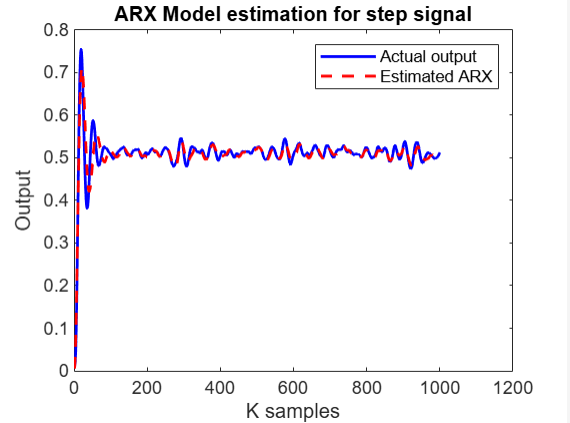 ARX Model estimation for step signal
Actual output
Estimated ARX
0.8
0.7
0.6
0.5
0.4
0.3
0.2
0.1
0
Output
0 200 400 600 800 1000 1200
K samples